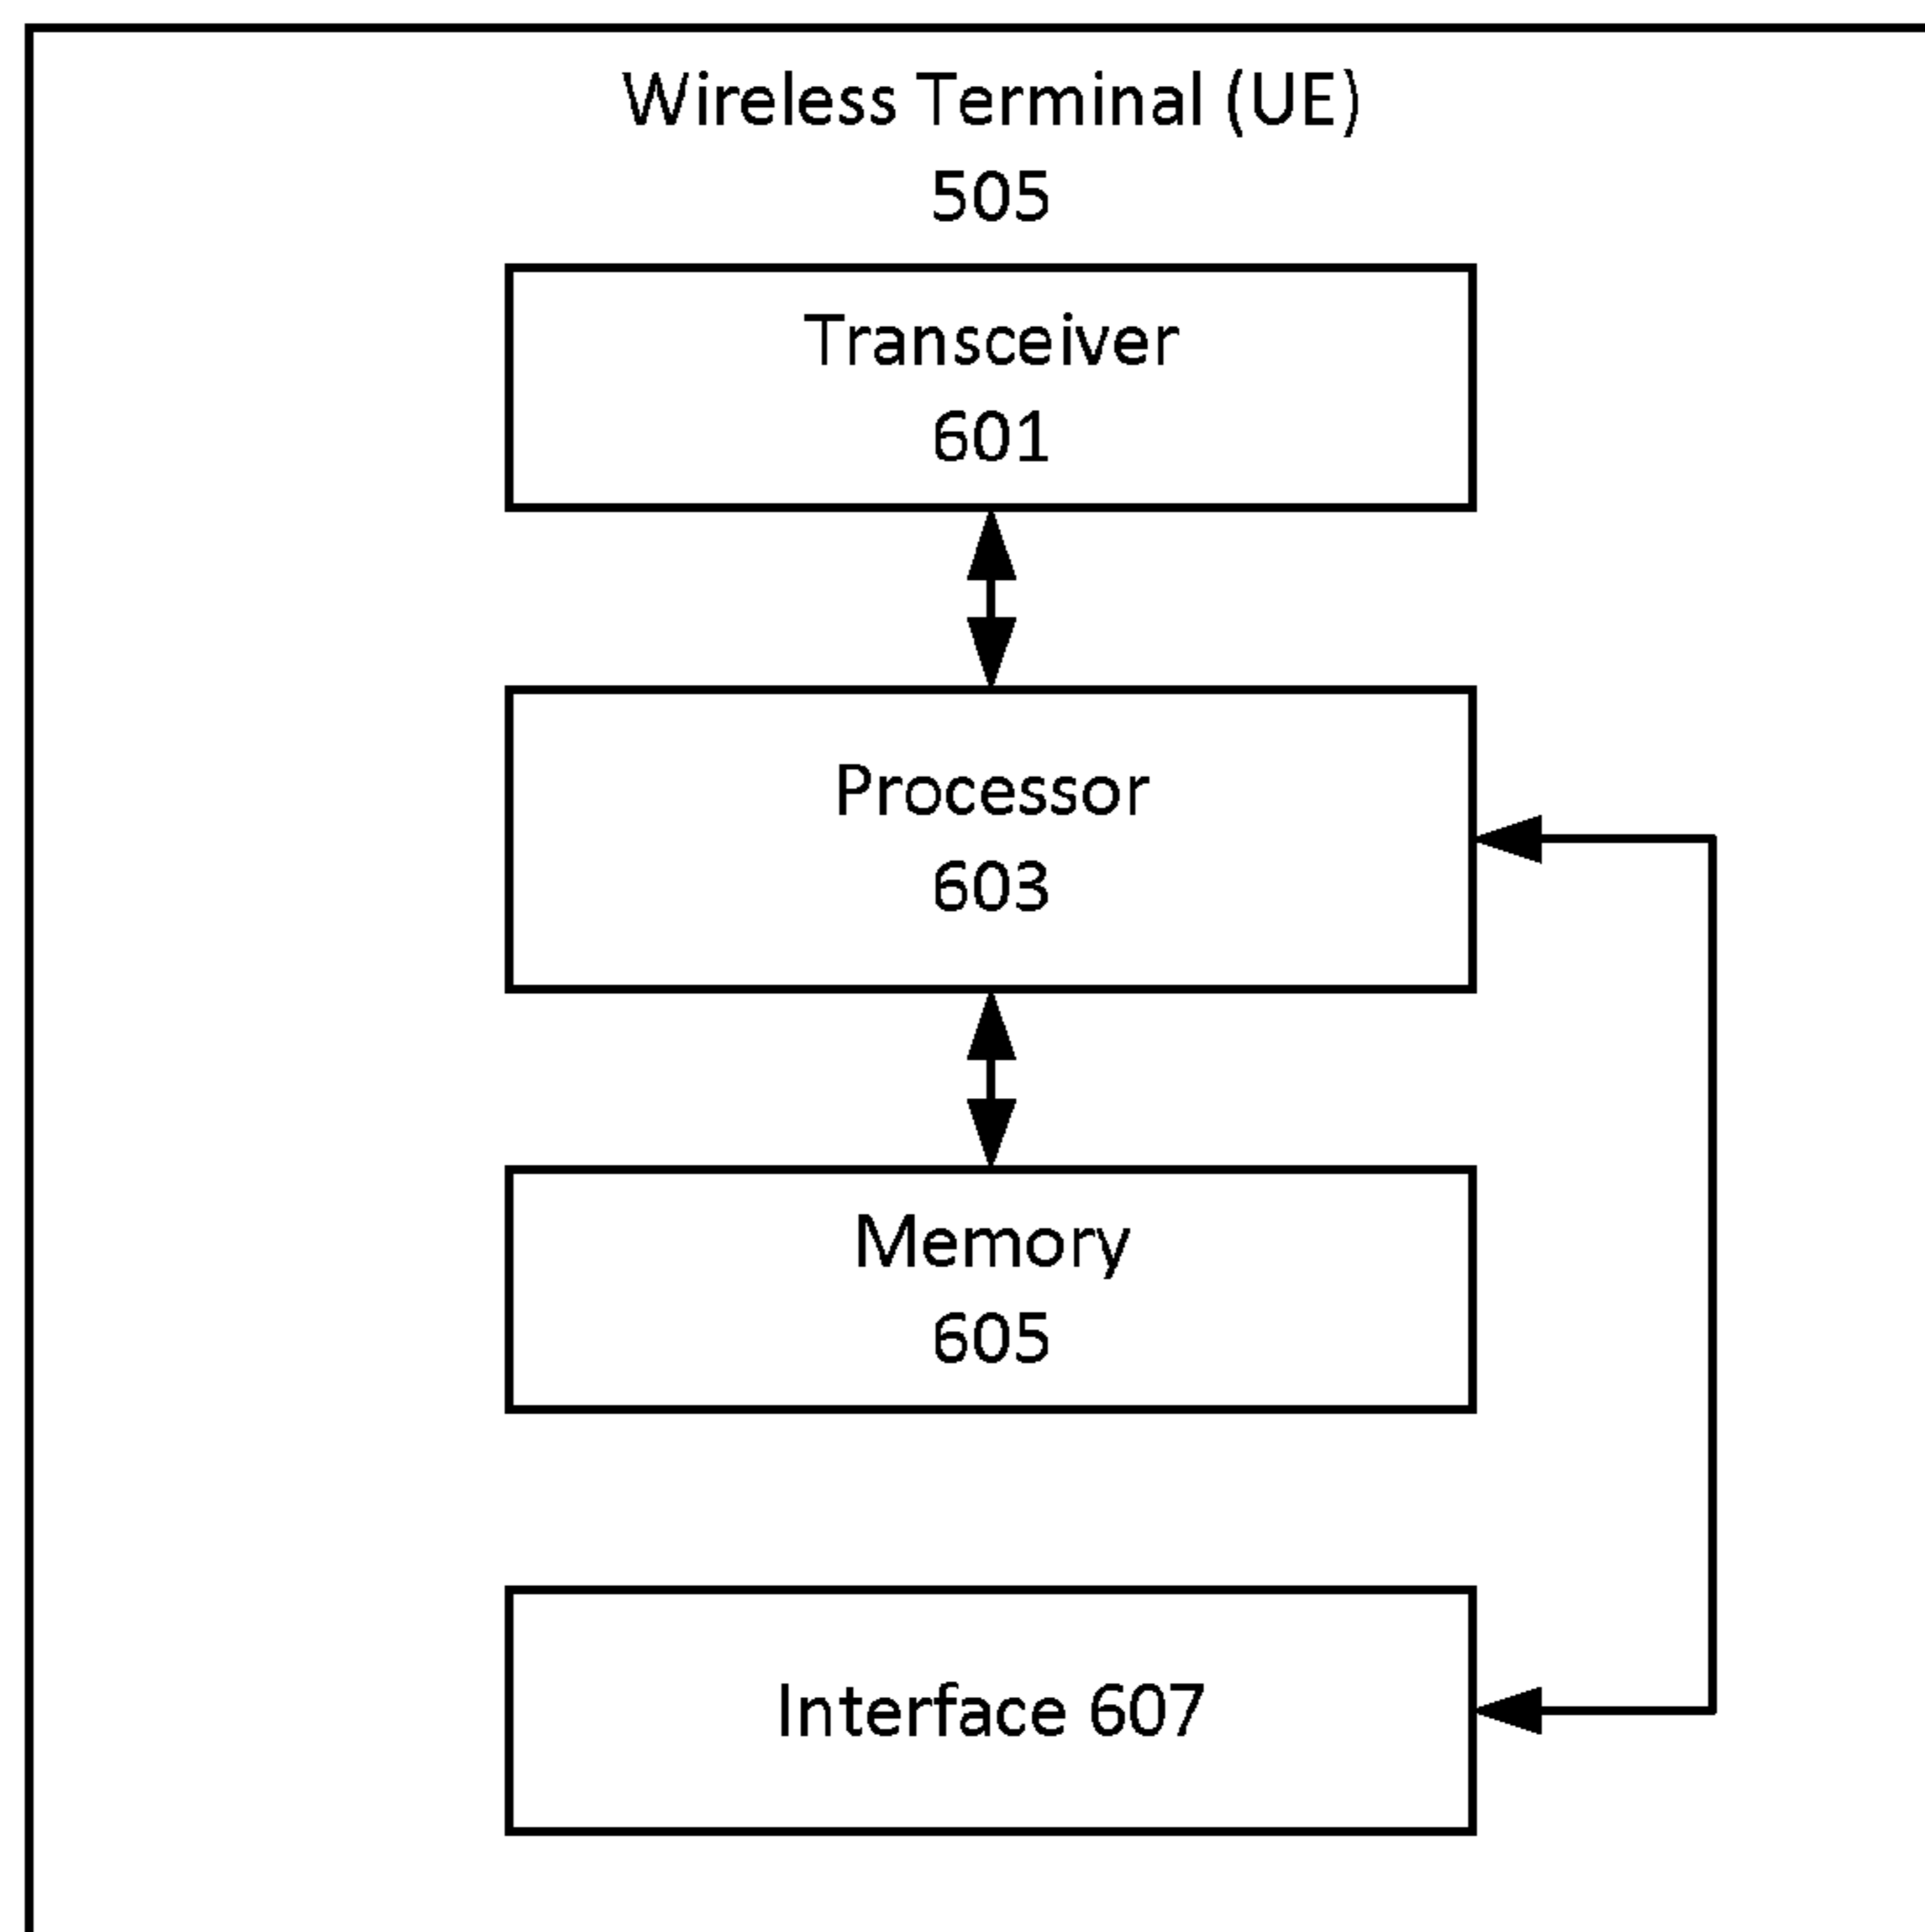 Wireless Terminal (UE)
505
Transceiver
601
Processor
603
Memory
605
Interface 607